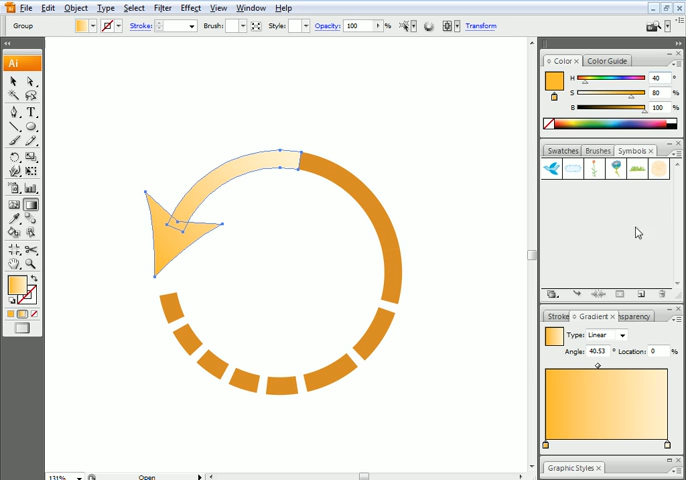 File Edit Object Type Select Filter Effect View Window Help
Group Stroke: Brush: Style: Opacity: 100 Transform
Ai
Color Color Guide
H 40 °
S 80 %
B 100 %
Swatches Brushes Symbols
Stroke Gradient
Type: Linear
Angle: 40.53 ° Location: 0 %
Graphic Styles
131% Open